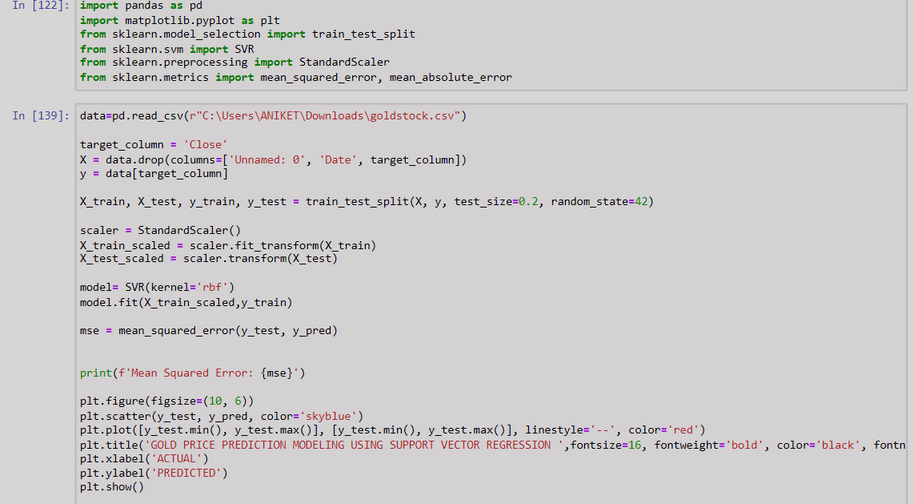 In [122]: import pandas as pd
import matplotlib.pyplot as plt
from sklearn.model_selection import train_test_split
from sklearn.svm import SVR
from sklearn.preprocessing import StandardScaler
from sklearn.metrics import mean_squared_error, mean_absolute_error
In [139]: data=pd.read_csv(r"C:\Users\ANIKET\Downloads\goldstock.csv")
target_column = 'Close'
X = data.drop(columns=['Unnamed: 0', 'Date', target_column])
y = data[target_column]
X_train, X_test, y_train, y_test = train_test_split(X, y, test_size=0.2, random_state=42)
scaler = StandardScaler()
X_train_scaled = scaler.fit_transform(X_train)
X_test_scaled = scaler.transform(X_test)
model= SVR(kernel='rbf')
model.fit(X_train_scaled,y_train)
mse = mean_squared_error(y_test, y_pred)
print(f'Mean Squared Error: {mse}')
plt.figure(figsize=(10, 6))
plt.scatter(y_test, y_pred, color='skyblue')
plt.plot([y_test.min(), y_test.max()], [y_test.min(), y_test.max()], linestyle='--', color='red')
plt.title('GOLD PRICE PREDICTION MODELING USING SUPPORT VECTOR REGRESSION ',fontsize=16, fontweight='bold', color='black', fontn
plt.xlabel('ACTUAL')
plt.ylabel('PREDICTED')
plt.show()